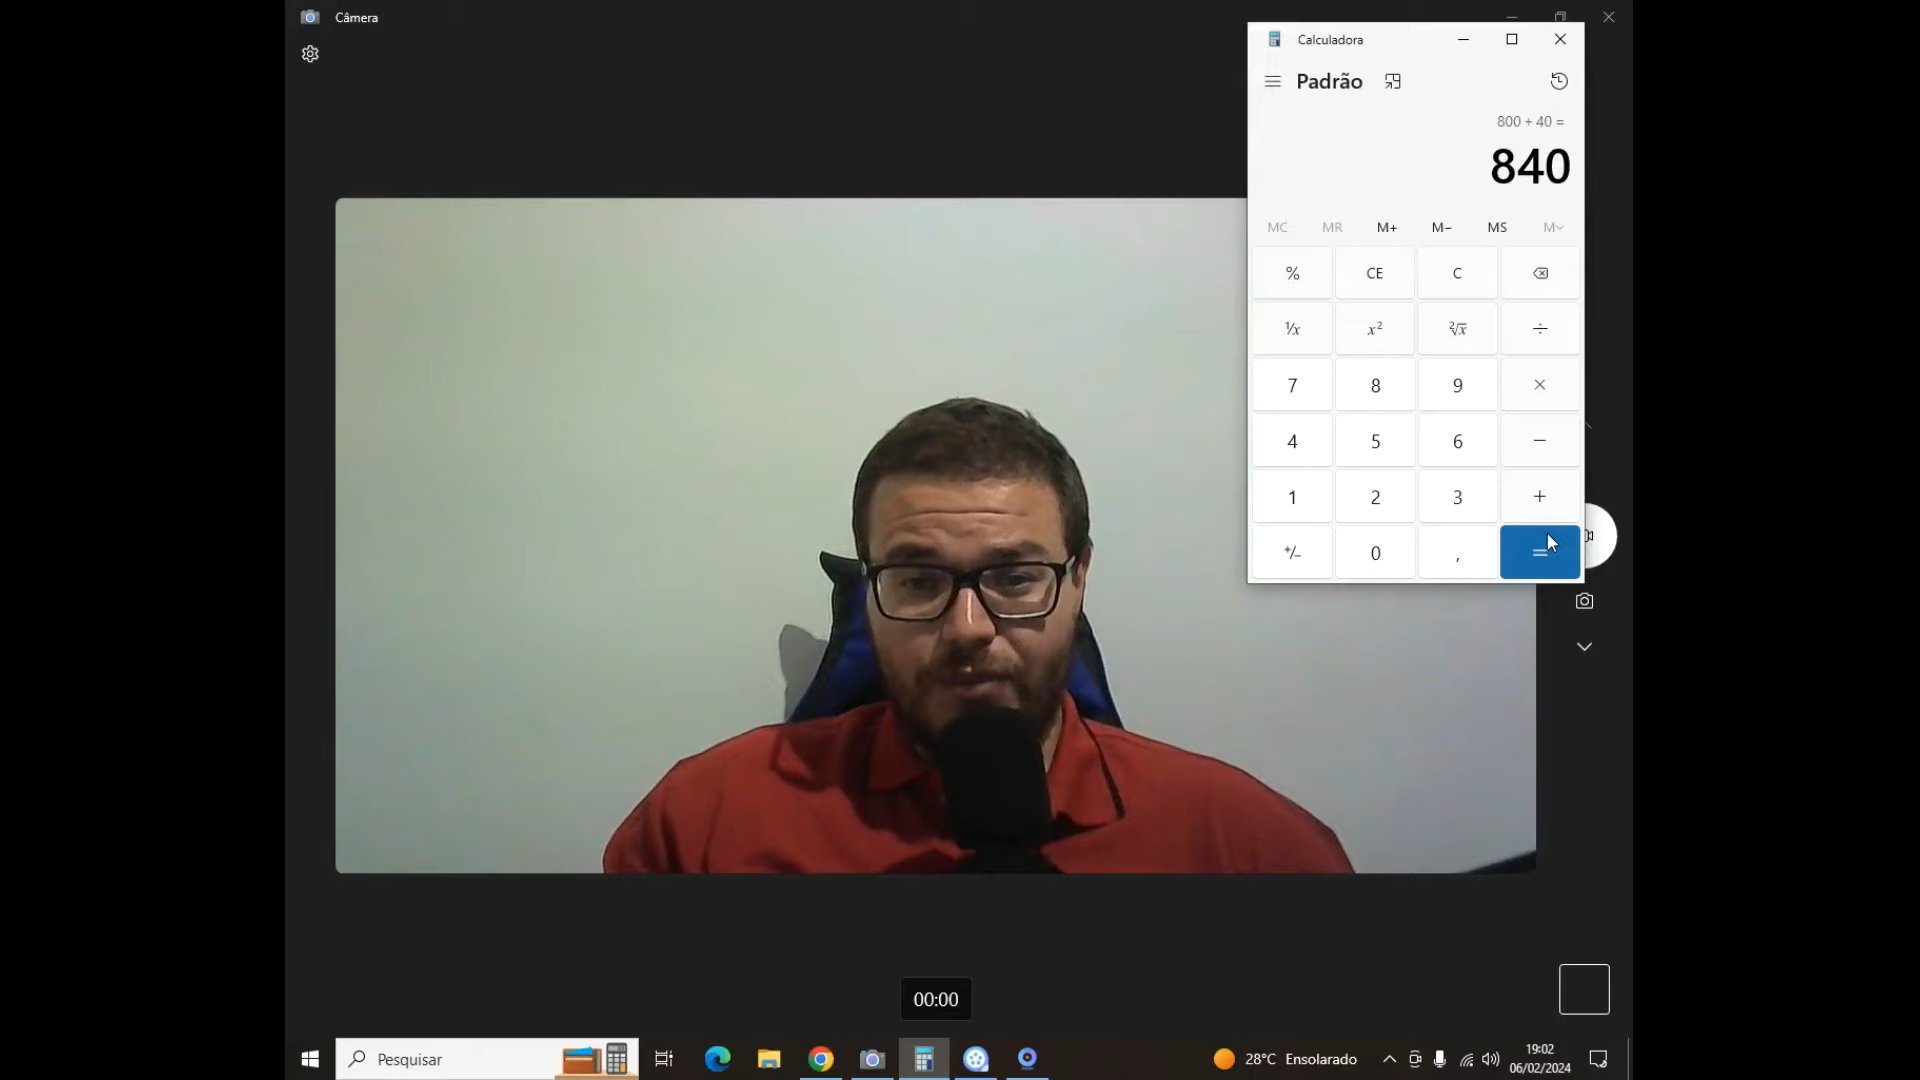 Câmera
Calculadora
Padrão
800 + 40 =
840
MC MR M+ M− MS M
% CE C
¹/x x² ²√x ÷
7 8 9 ×
4 5 6 −
1 2 3 +
+/− 0 , =
00:00
Pesquisar
28°C Ensolarado
19:02
06/02/2024